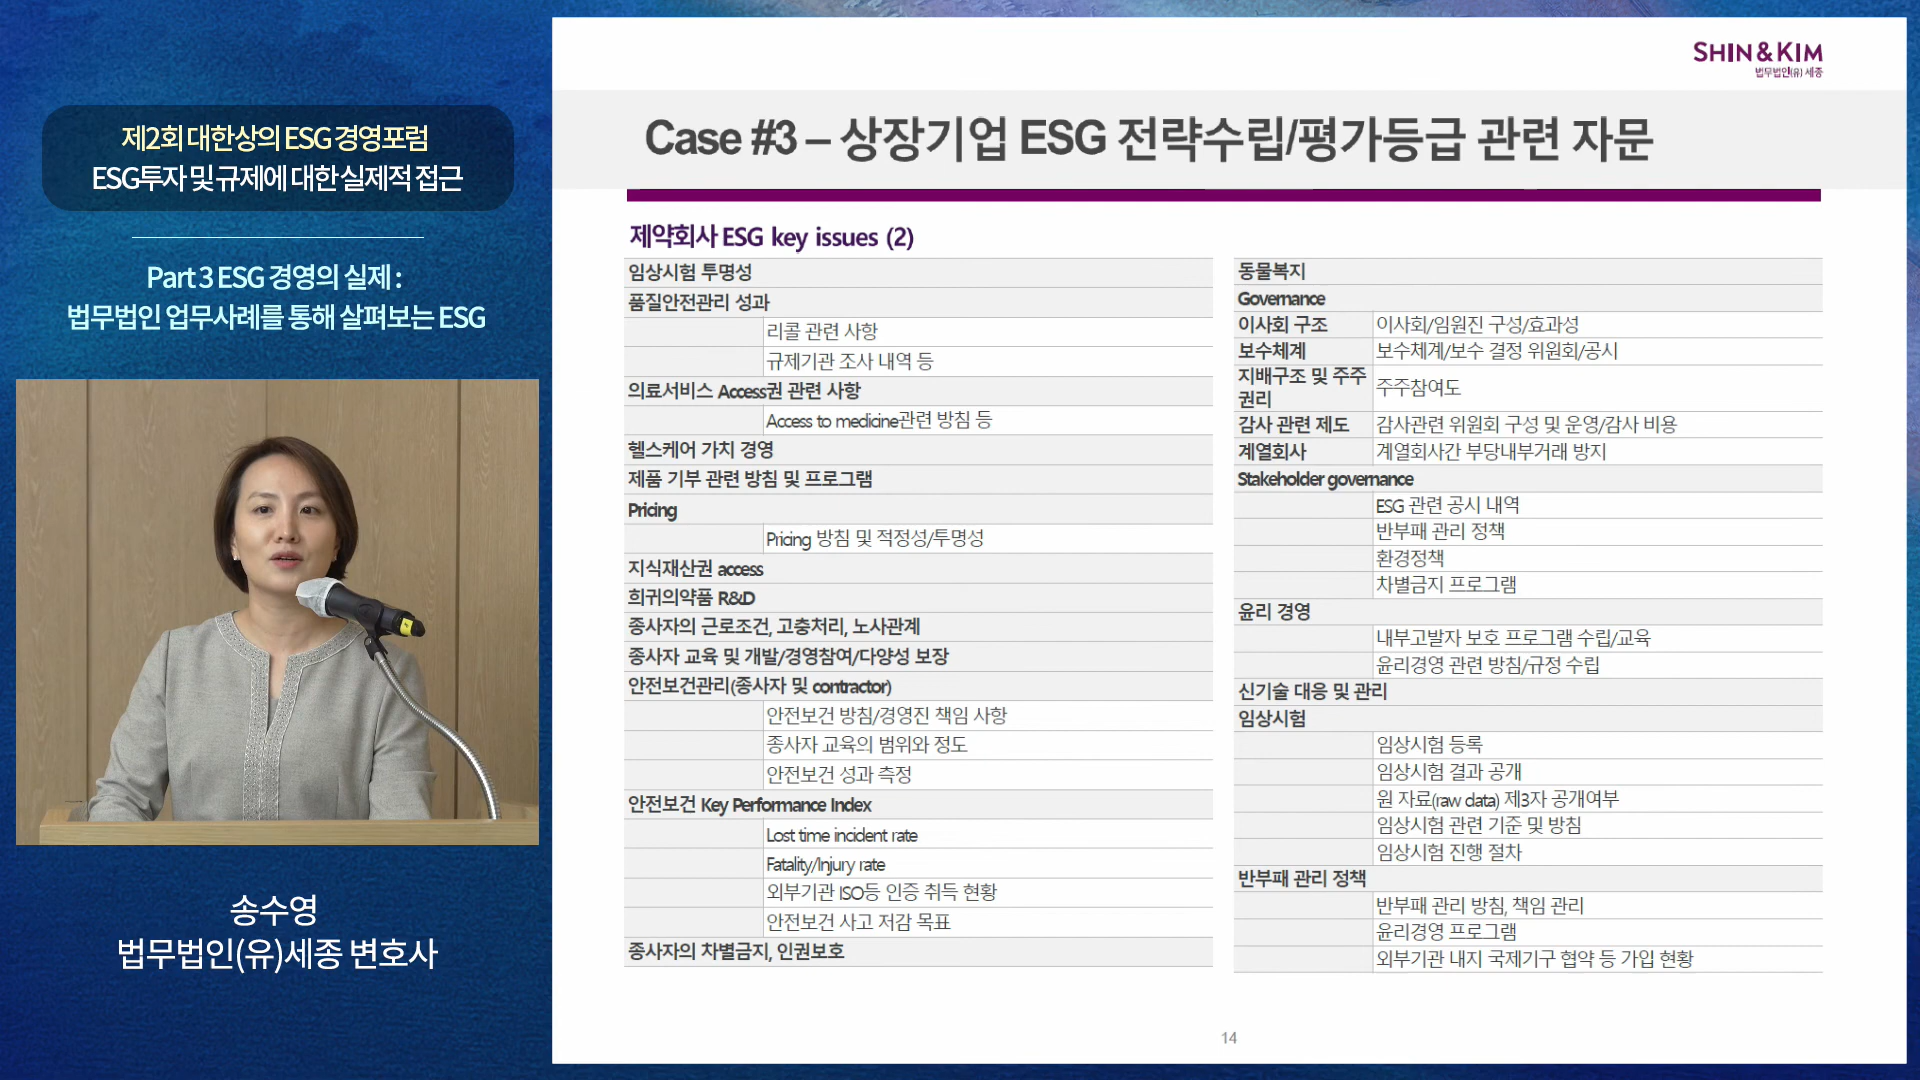 제2회 대한상의 ESG 경영포럼
ESG투자 및 규제에 대한 실제적 접근
Part 3 ESG 경영의 실제 :
법무법인 업무사례를 통해 살펴보는 ESG
송수영
법무법인(유)세종 변호사
SHIN&KIM
법무법인(유) 세종
Case #3 – 상장기업 ESG 전략수립/평가등급 관련 자문
제약회사 ESG key issues (2)
임상시험 투명성
품질안전관리 성과
리콜 관련 사항
규제기관 조사 내역 등
의료서비스 Access권 관련 사항
Access to medicine관련 방침 등
헬스케어 가치 경영
제품 기부 관련 방침 및 프로그램
Pricing
Pricing 방침 및 적정성/투명성
지식재산권 access
희귀의약품 R&D
종사자의 근로조건, 고충처리, 노사관계
종사자 교육 및 개발/경영참여/다양성 보장
안전보건관리(종사자 및 contractor)
안전보건 방침/경영진 책임 사항
종사자 교육의 범위와 정도
안전보건 성과 측정
안전보건 Key Performance Index
Lost time incident rate
Fatality/Injury rate
외부기관 ISO등 인증 취득 현황
안전보건 사고 저감 목표
종사자의 차별금지, 인권보호
동물복지
Governance
이사회 구조 이사회/임원진 구성/효과성
보수체계 보수체계/보수 결정 위원회/공시
지배구조 및 주주
권리 주주참여도
감사 관련 제도 감사관련 위원회 구성 및 운영/감사 비용
계열회사 계열회사간 부당내부거래 방지
Stakeholder governance
ESG 관련 공시 내역
반부패 관리 정책
환경정책
차별금지 프로그램
윤리 경영
내부고발자 보호 프로그램 수립/교육
윤리경영 관련 방침/규정 수립
신기술 대응 및 관리
임상시험
임상시험 등록
임상시험 결과 공개
원 자료(raw data) 제3자 공개여부
임상시험 관련 기준 및 방침
임상시험 진행 절차
반부패 관리 정책
반부패 관리 방침, 책임 관리
윤리경영 프로그램
외부기관 내지 국제기구 협약 등 가입 현황
14